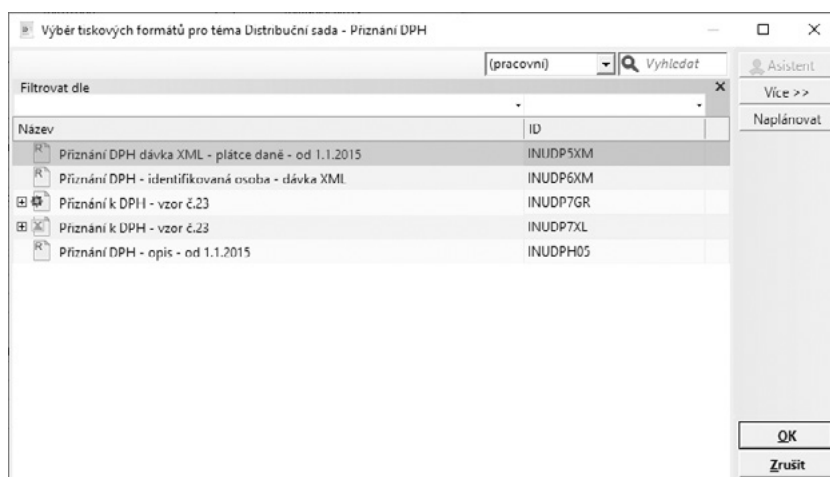 Výběr tiskových formátů pro téma Distribuční sada - Přiznání DPH
(pracovní) Vyhledat
Asistent
Filtrovat dle
Více >>
Naplánovat
Název ID
Přiznání DPH dávka XML - plátce daně - od 1.1.2015 INUDP5XM
Přiznání DPH - identifikovaná osoba - dávka XML INUDP6XM
Přiznání k DPH - vzor č.23 INUDP7GR
Přiznání k DPH - vzor č.23 INUDP7XL
Přiznání DPH - opis - od 1.1.2015 INUDPH05
OK
Zrušit